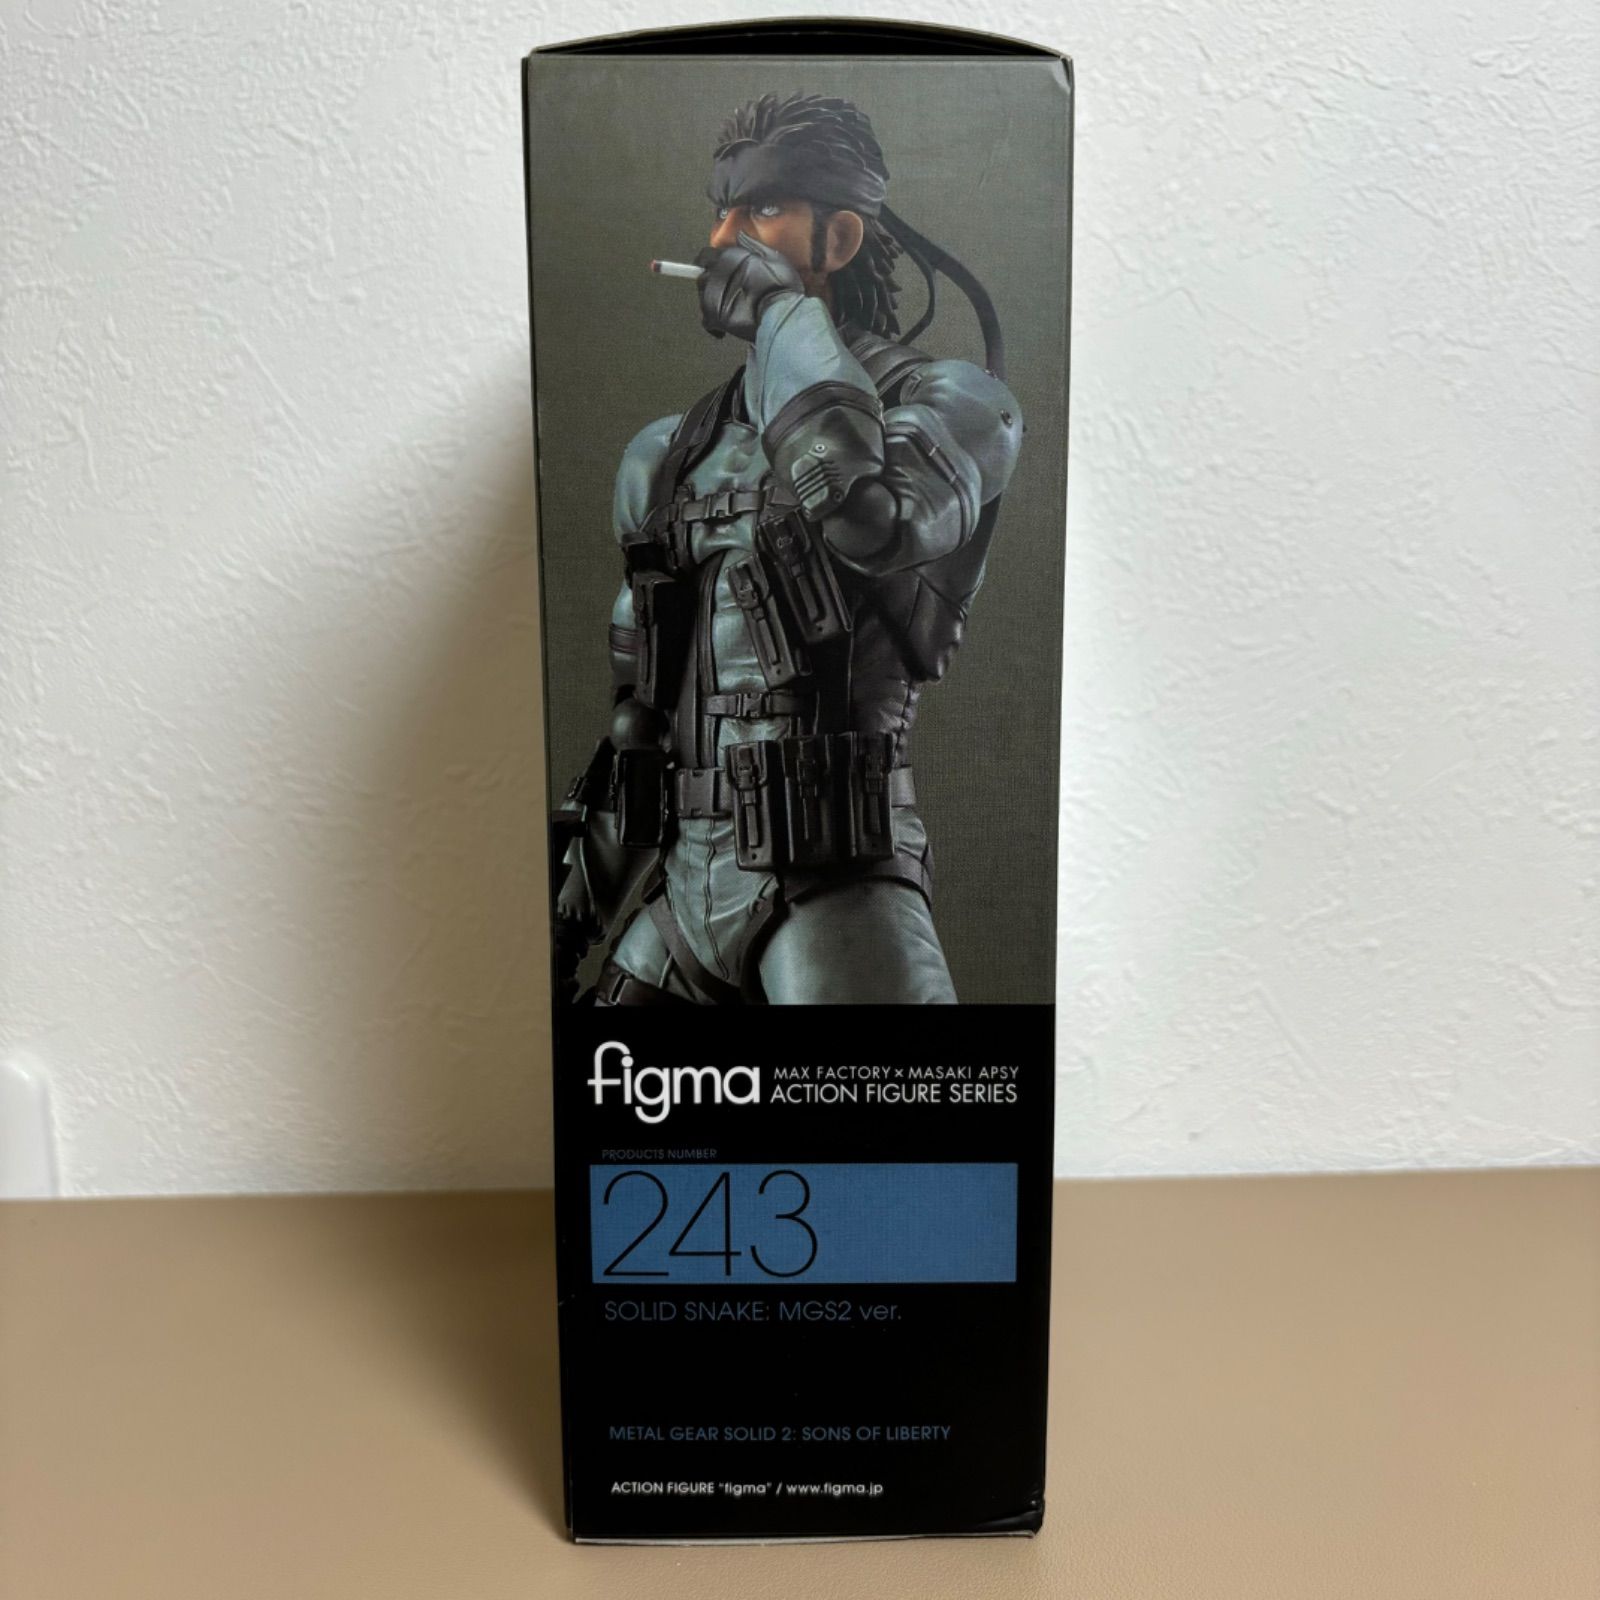 figma
MAX FACTORY×MASAKI APSY
ACTION FIGURE SERIES
PRODUCTS NUMBER
243
SOLID SNAKE: MGS2 ver.
METAL GEAR SOLID 2: SONS OF LIBERTY
ACTION FIGURE "figma" / www.figma.jp